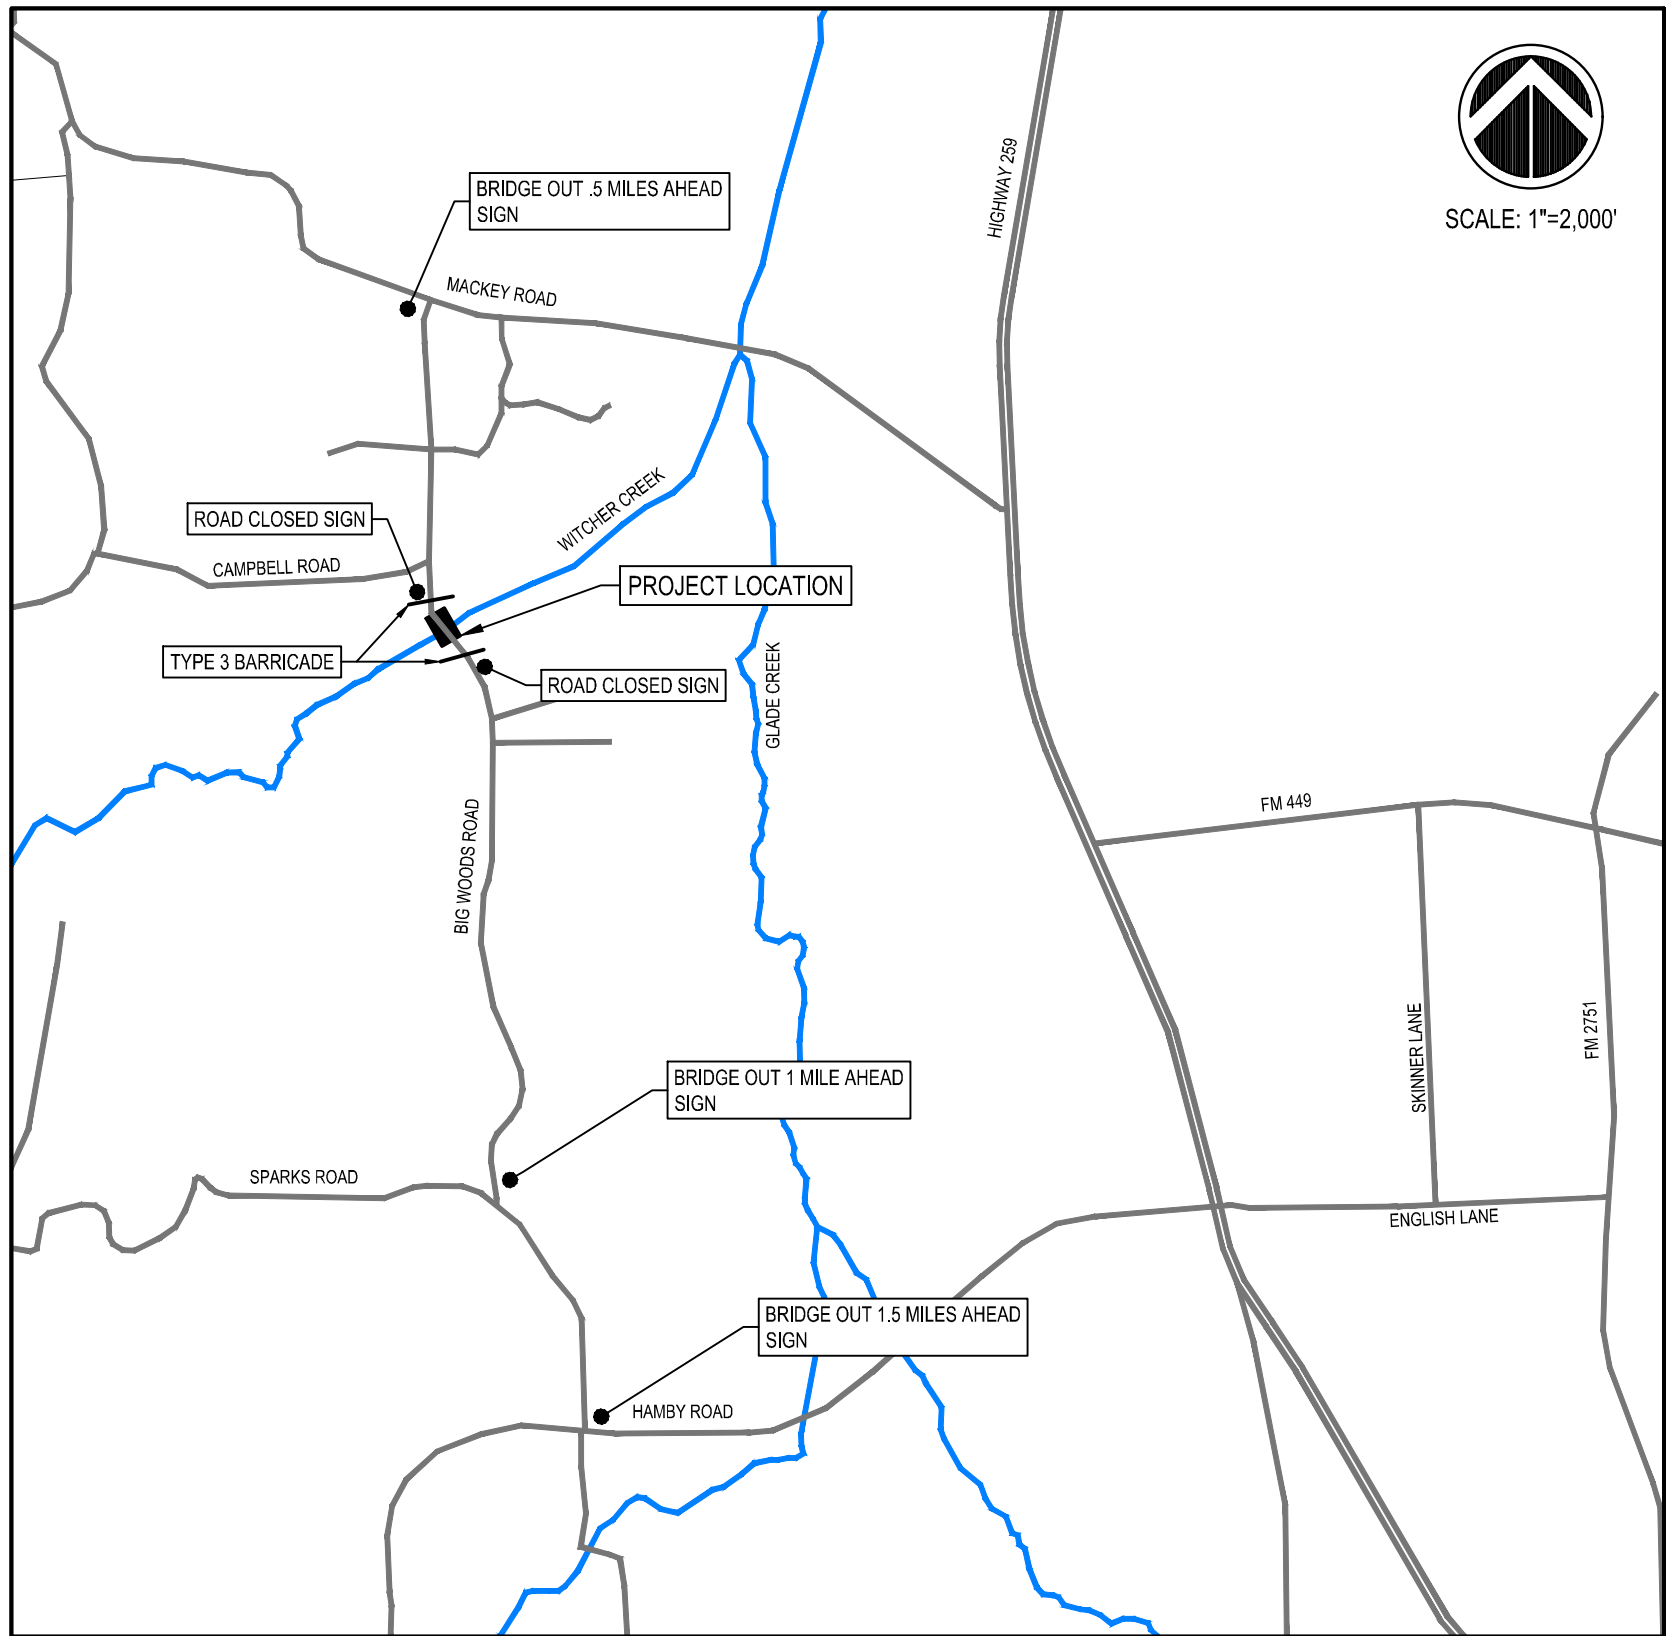 HIGHWAY 259
SCALE: 1"=2,000'
BRIDGE OUT .5 MILES AHEAD
SIGN
MACKEY ROAD
WITCHER CREEK
ROAD CLOSED SIGN
CAMPBELL ROAD
PROJECT LOCATION
TYPE 3 BARRICADE
ROAD CLOSED SIGN
GLADE CREEK
BIG WOODS ROAD
FM 449
SKINNER LANE
FM 2751
BRIDGE OUT 1 MILE AHEAD
SIGN
SPARKS ROAD
ENGLISH LANE
BRIDGE OUT 1.5 MILES AHEAD
SIGN
HAMBY ROAD